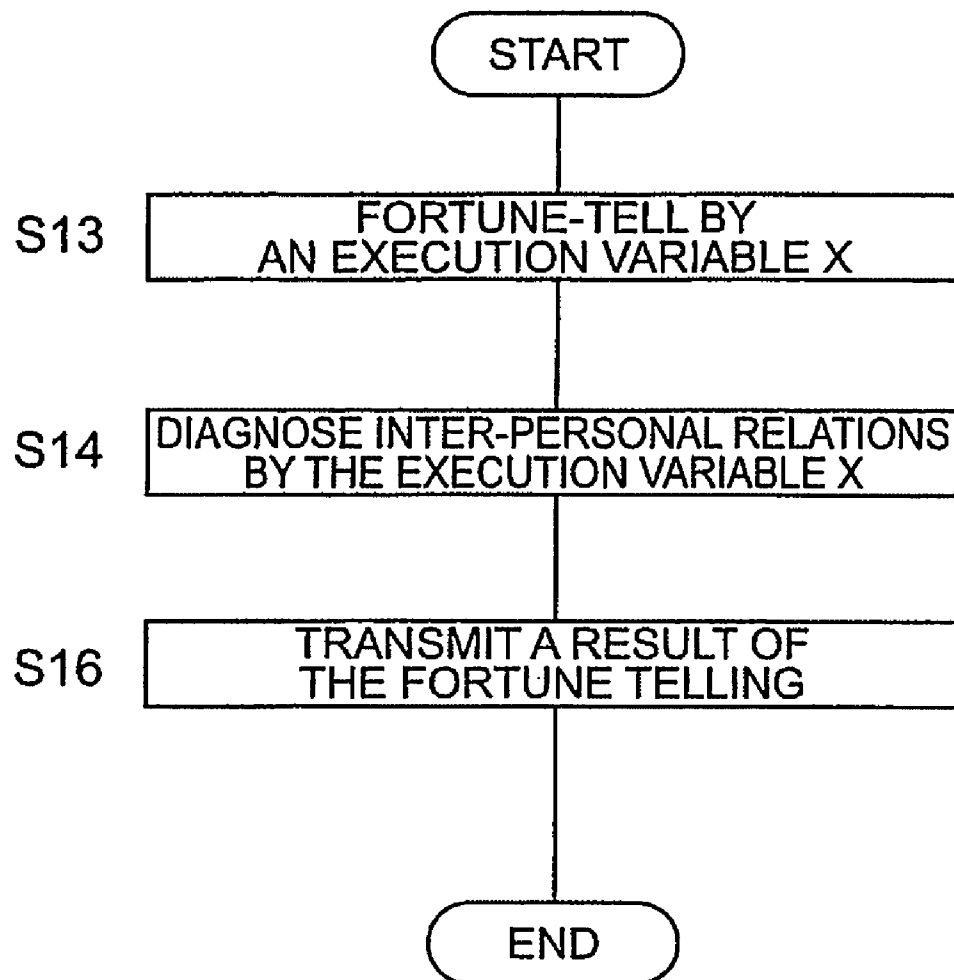 START
S13
FORTUNE-TELL BY
AN EXECUTION VARIABLE X
S14
DIAGNOSE INTER-PERSONAL RELATIONS
BY THE EXECUTION VARIABLE X
S16
TRANSMIT A RESULT OF
THE FORTUNE TELLING
END